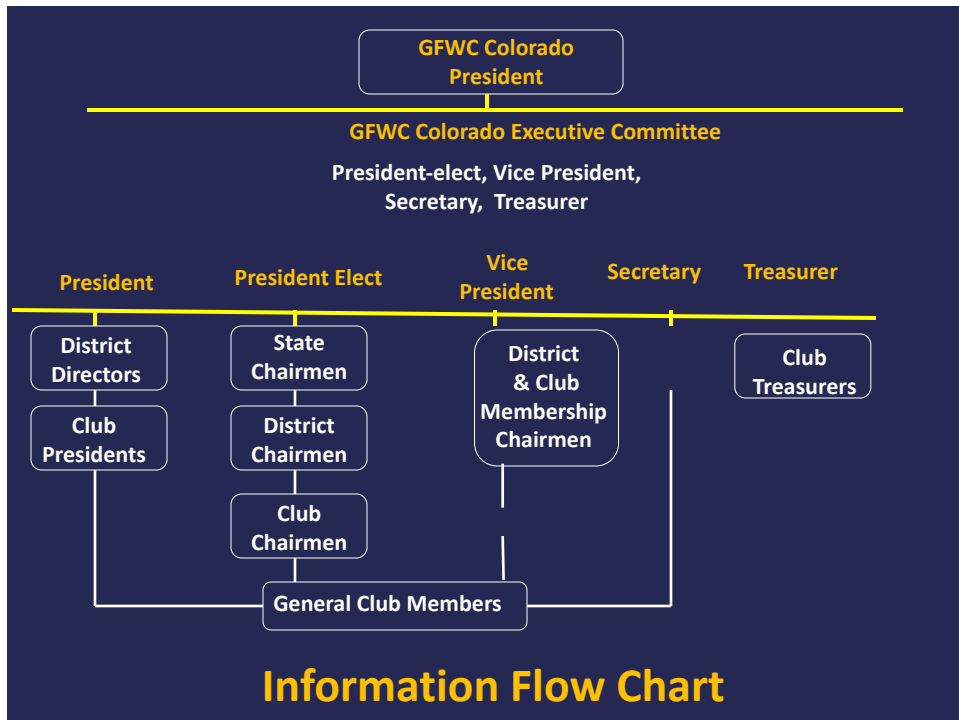 GFWC Colorado
President
GFWC Colorado Executive Committee
President-elect, Vice President,
Secretary, Treasurer
President
President Elect
Vice
President
Secretary
Treasurer
District
Directors
State
Chairmen
District
& Club
Membership
Chairmen
Club
Treasurers
Club
Presidents
District
Chairmen
Club
Chairmen
General Club Members
Information Flow Chart